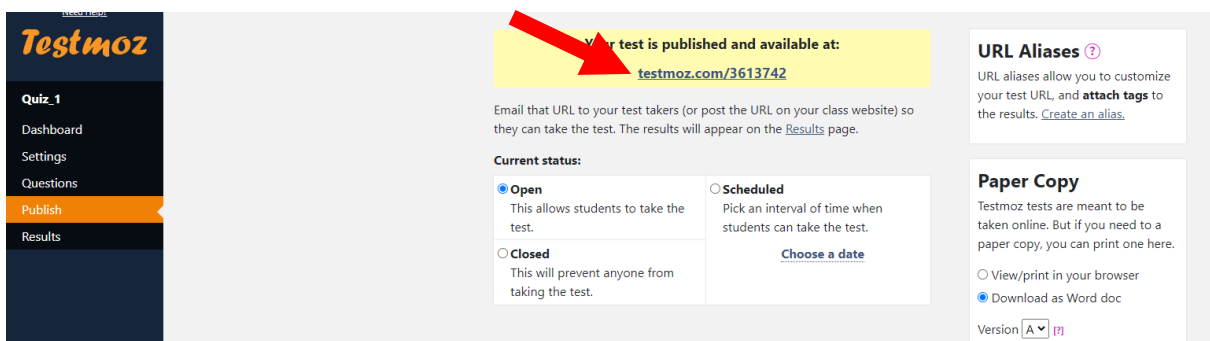 Need Help?
Testmoz
Quiz_1
Dashboard
Settings
Questions
Publish
Results
Your test is published and available at:
testmoz.com/3613742
Email that URL to your test takers (or post the URL on your class website) so
they can take the test. The results will appear on the Results page.
Current status:
Open
This allows students to take the
test.
Scheduled
Pick an interval of time when
students can take the test.
Choose a date
Closed
This will prevent anyone from
taking the test.
URL Aliases ?
URL aliases allow you to customize
your test URL, and attach tags to
the results. Create an alias.
Paper Copy
Testmoz tests are meant to be
taken online. But if you need to a
paper copy, you can print one here.
View/print in your browser
Download as Word doc
Version A [?]